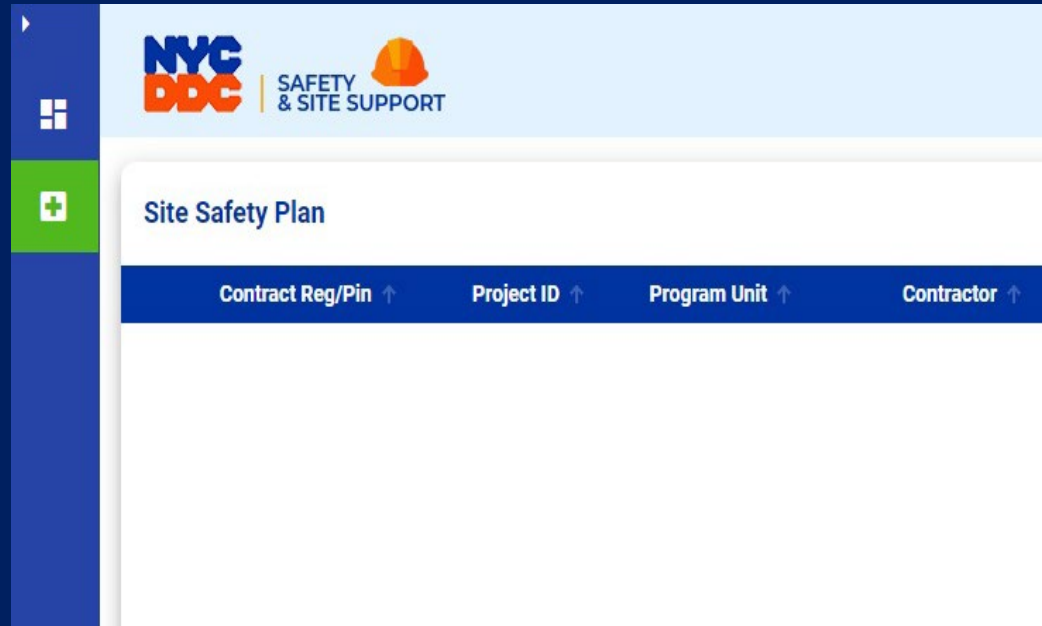 NYC
DDC
SAFETY
& SITE SUPPORT
Site Safety Plan
Contract Reg/Pin ↑ Project ID ↑ Program Unit ↑ Contractor ↑